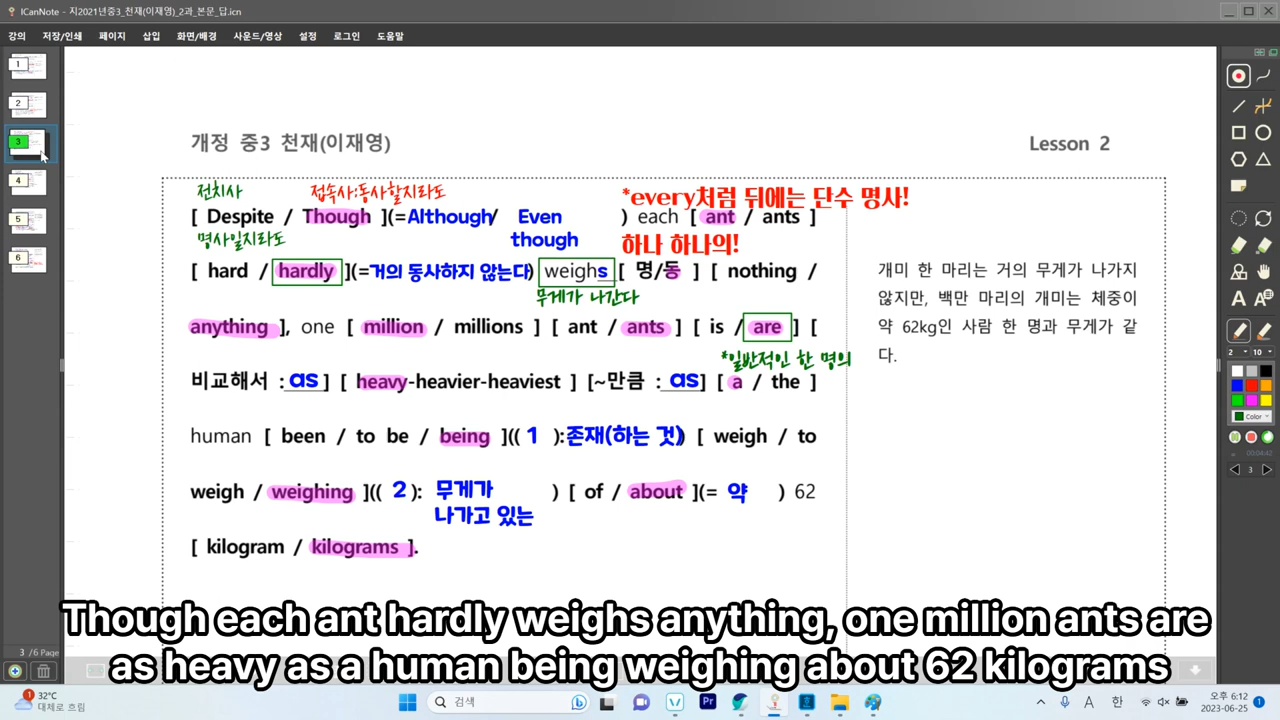 ICanNote - 지2021년중3_천재(이재영)_2과_본문_답.icn
강의 저장/인쇄 페이지 삽입 화면/배경 사운드/영상 설정 로그인 도움말
1
2
3
4
5
6
개정 중3 천재(이재영) Lesson 2
전치사 접속사:동사할지라도 *every처럼 뒤에는 단수 명사!
[ Despite / Though ](=Although/ Even though ) each [ ant / ants ]
명사일지라도 하나 하나의!
[ hard / hardly ](=거의 동사하지 않는다) weighs [ 명/동 ] [ nothing /
무게가 나간다
anything ], one [ million / millions ] [ ant / ants ] [ is / are ] [
*일반적인 한 명의
비교해서 : as ] [ heavy-heavier-heaviest ] [~만큼 : as] [ a / the ]
human [ been / to be / being ](( 1 ):존재(하는 것)) [ weigh / to
weigh / weighing ](( 2 ): 무게가 나가고 있는 ) [ of / about ](= 약 ) 62
[ kilogram / kilograms ].
개미 한 마리는 거의 무게가 나가지
않지만, 백만 마리의 개미는 체중이
약 62kg인 사람 한 명과 무게가 같
다.
Though each ant hardly weighs anything, one million ants are
as heavy as a human being weighing about 62 kilograms
2 10
Color
00:04:42
3
3 / 6 Page
32°C
대체로 흐림
검색
A 한
오후 6:12
2023-06-25